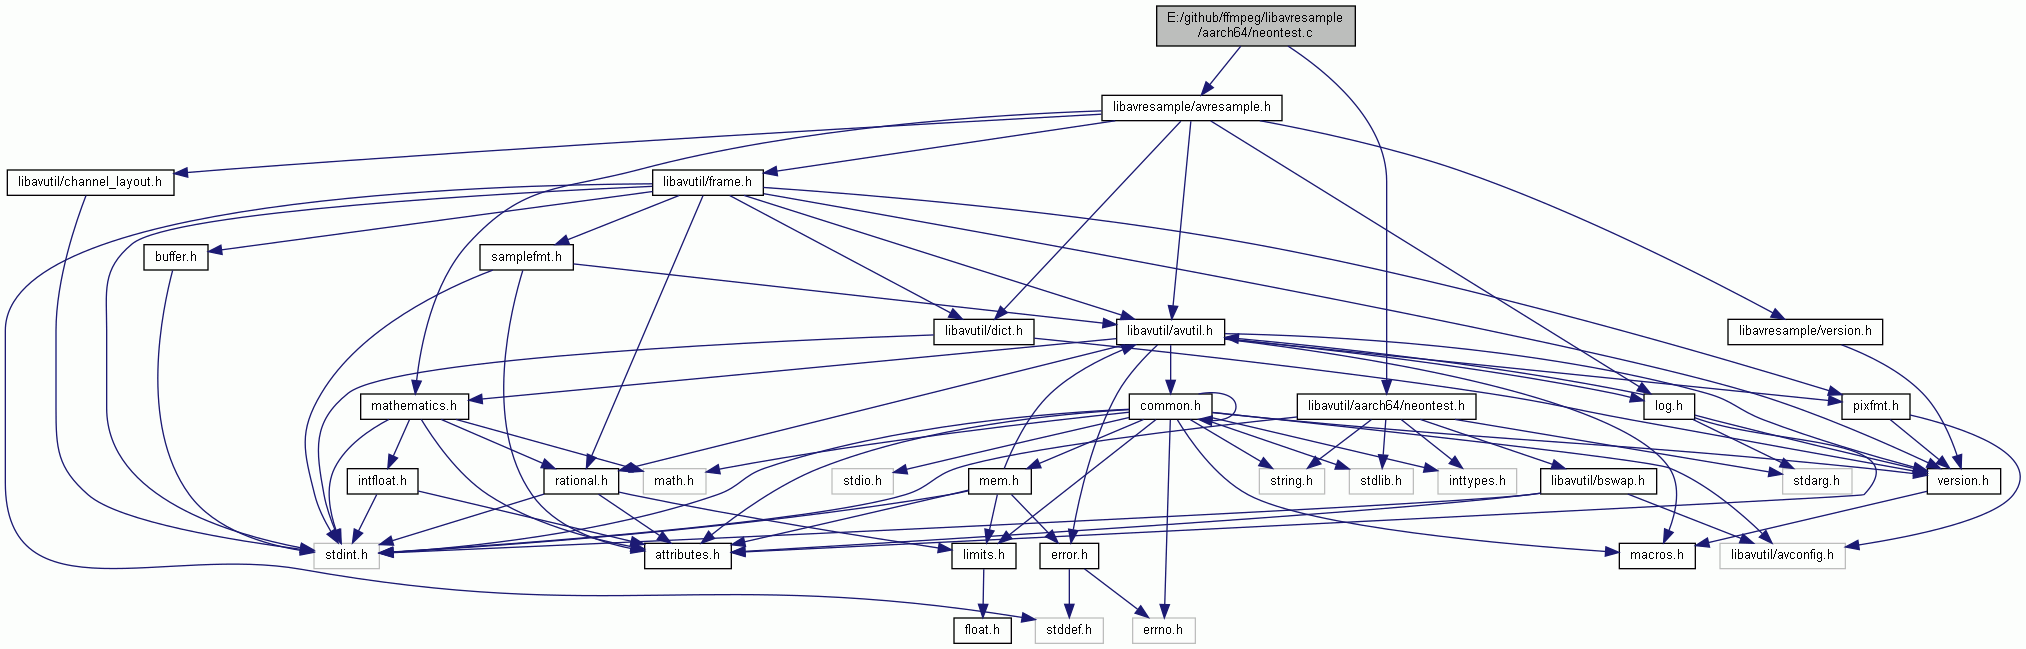 E:/github/ffmpeg/libavresample
/aarch64/neontest.c
libavresample/avresample.h
libavutil/channel_layout.h
libavutil/frame.h
buffer.h
samplefmt.h
libavutil/dict.h
libavutil/avutil.h
libavresample/version.h
mathematics.h
common.h
libavutil/aarch64/neontest.h
log.h
pixfmt.h
intfloat.h
rational.h
math.h
stdio.h
mem.h
string.h
stdlib.h
inttypes.h
libavutil/bswap.h
stdarg.h
version.h
stdint.h
attributes.h
limits.h
error.h
macros.h
libavutil/avconfig.h
float.h
stddef.h
errno.h